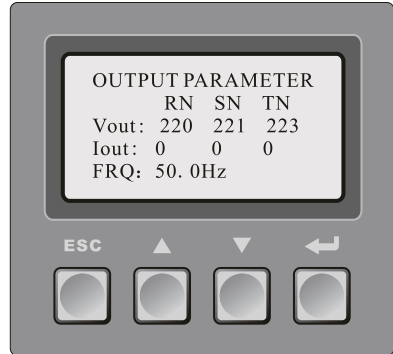 OUTPUT PARAMETER
RN SN TN
Vout: 220 221 223
Iout: 0 0 0
FRQ: 50.0Hz
ESC